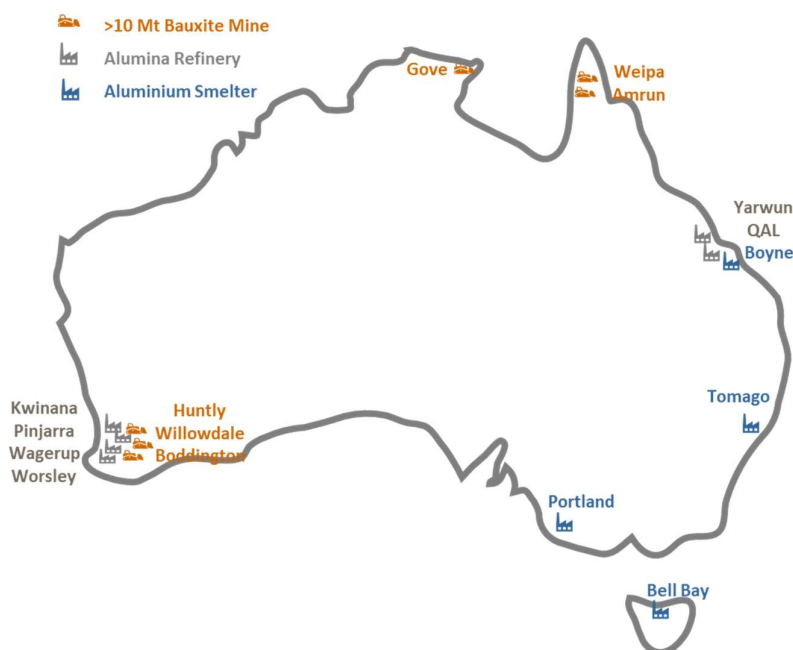 >10 Mt Bauxite Mine
Alumina Refinery
Aluminium Smelter
Gove
Weipa
Amrun
Yarwun
QAL
Boyne
Tomago
Kwinana
Pinjarra
Wagerup
Worsley
Huntly
Willowdale
Boddington
Portland
Bell Bay